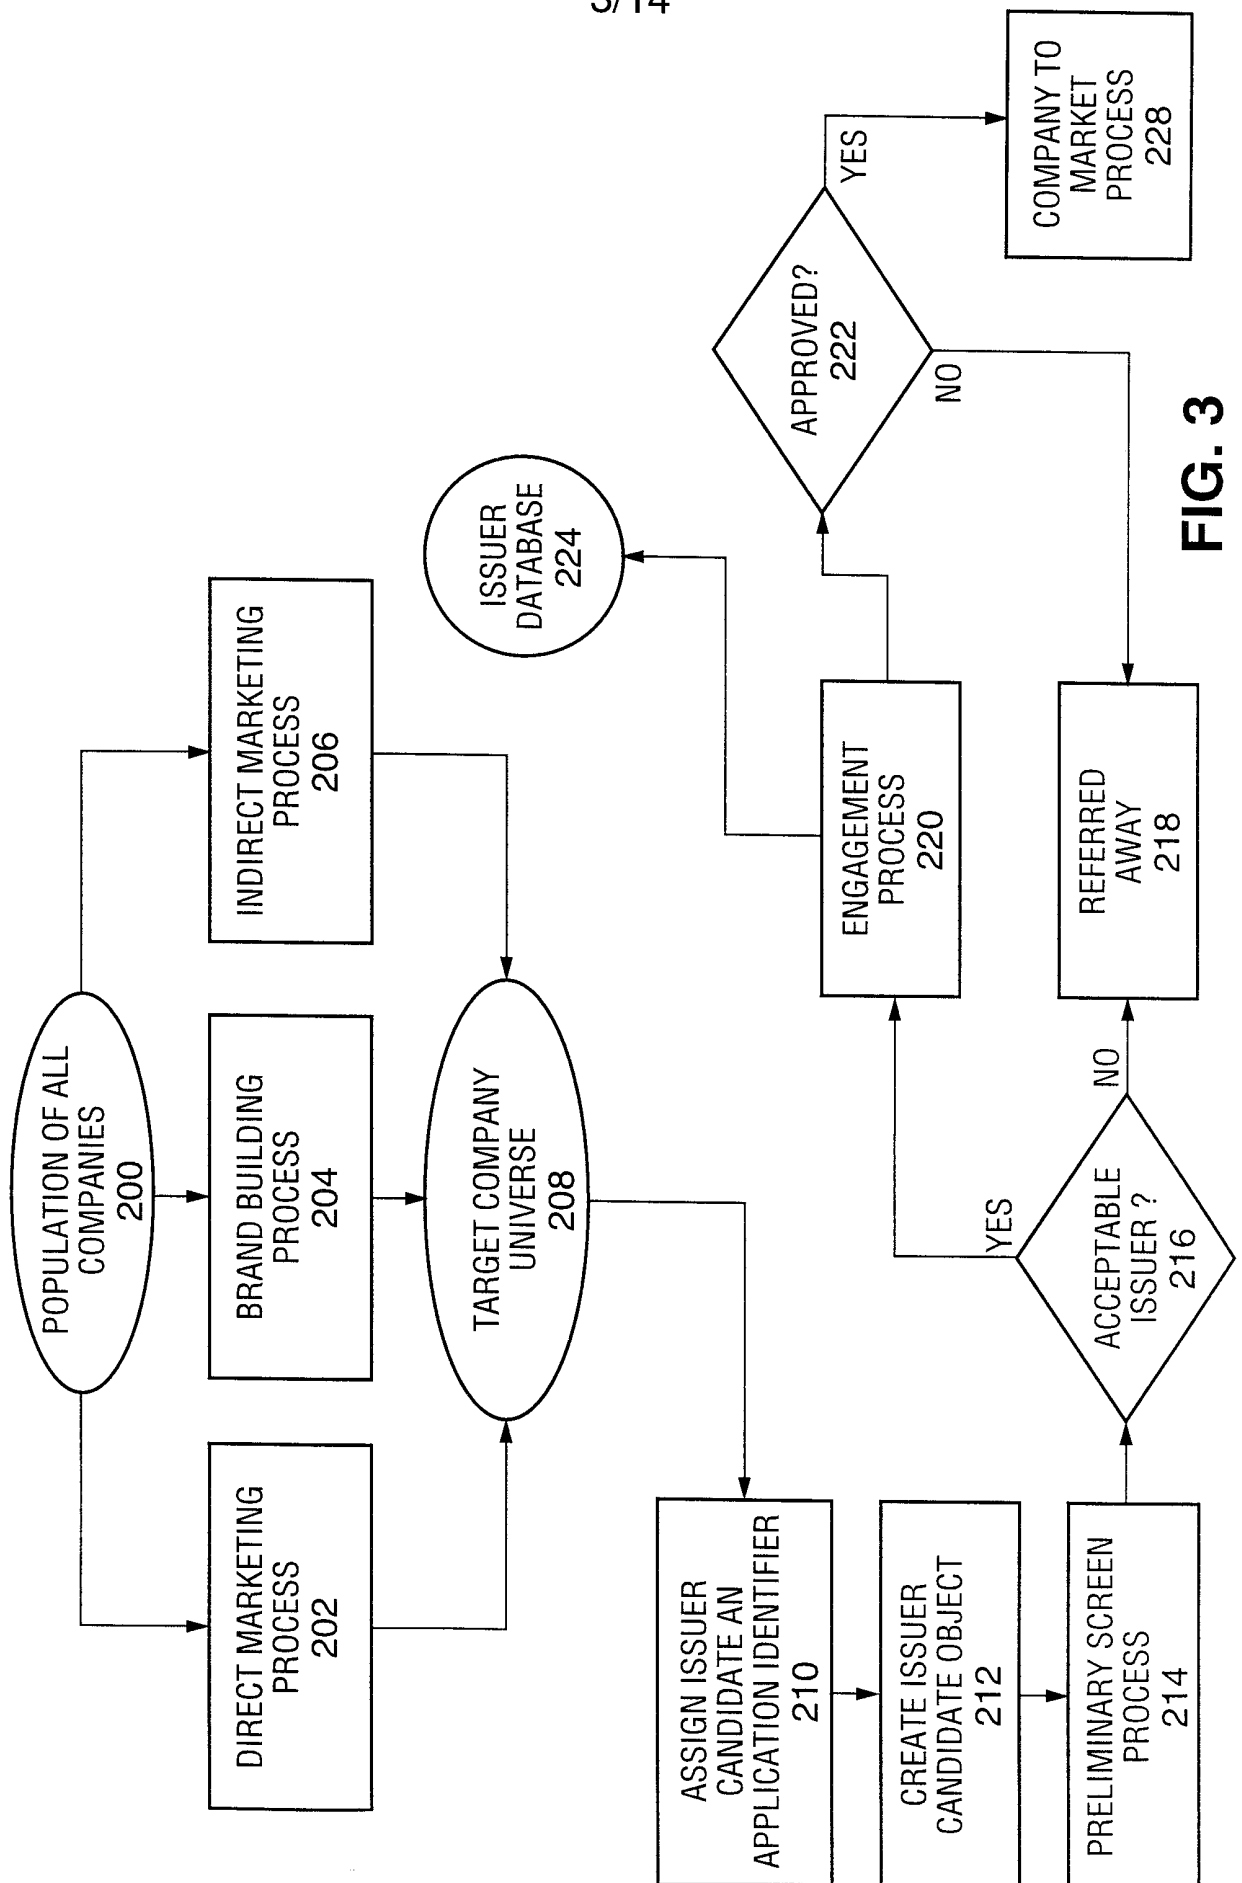 3/14
POPULATION OF ALL
COMPANIES
200
DIRECT MARKETING
PROCESS
202
BRAND BUILDING
PROCESS
204
INDIRECT MARKETING
PROCESS
206
TARGET COMPANY
UNIVERSE
208
ASSIGN ISSUER
CANDIDATE AN
APPLICATION IDENTIFIER
210
CREATE ISSUER
CANDIDATE OBJECT
212
PRELIMINARY SCREEN
PROCESS
214
ACCEPTABLE
ISSUER ?
216
YES
NO
ENGAGEMENT
PROCESS
220
REFERRED
AWAY
218
ISSUER
DATABASE
224
APPROVED?
222
YES
NO
COMPANY TO
MARKET
PROCESS
228
FIG. 3